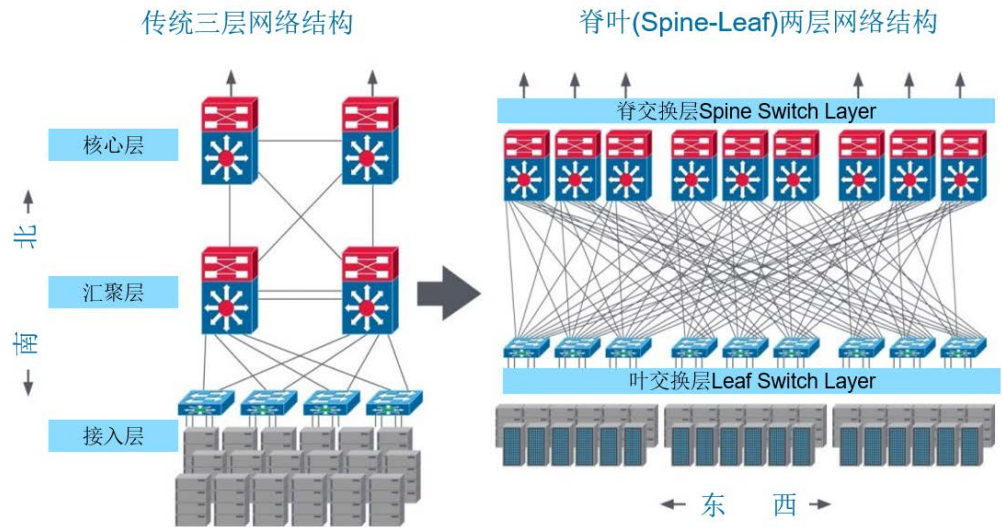 传统三层网络结构
脊叶(Spine-Leaf)两层网络结构
核心层
北
汇聚层
南
接入层
脊交换层Spine Switch Layer
叶交换层Leaf Switch Layer
东 西